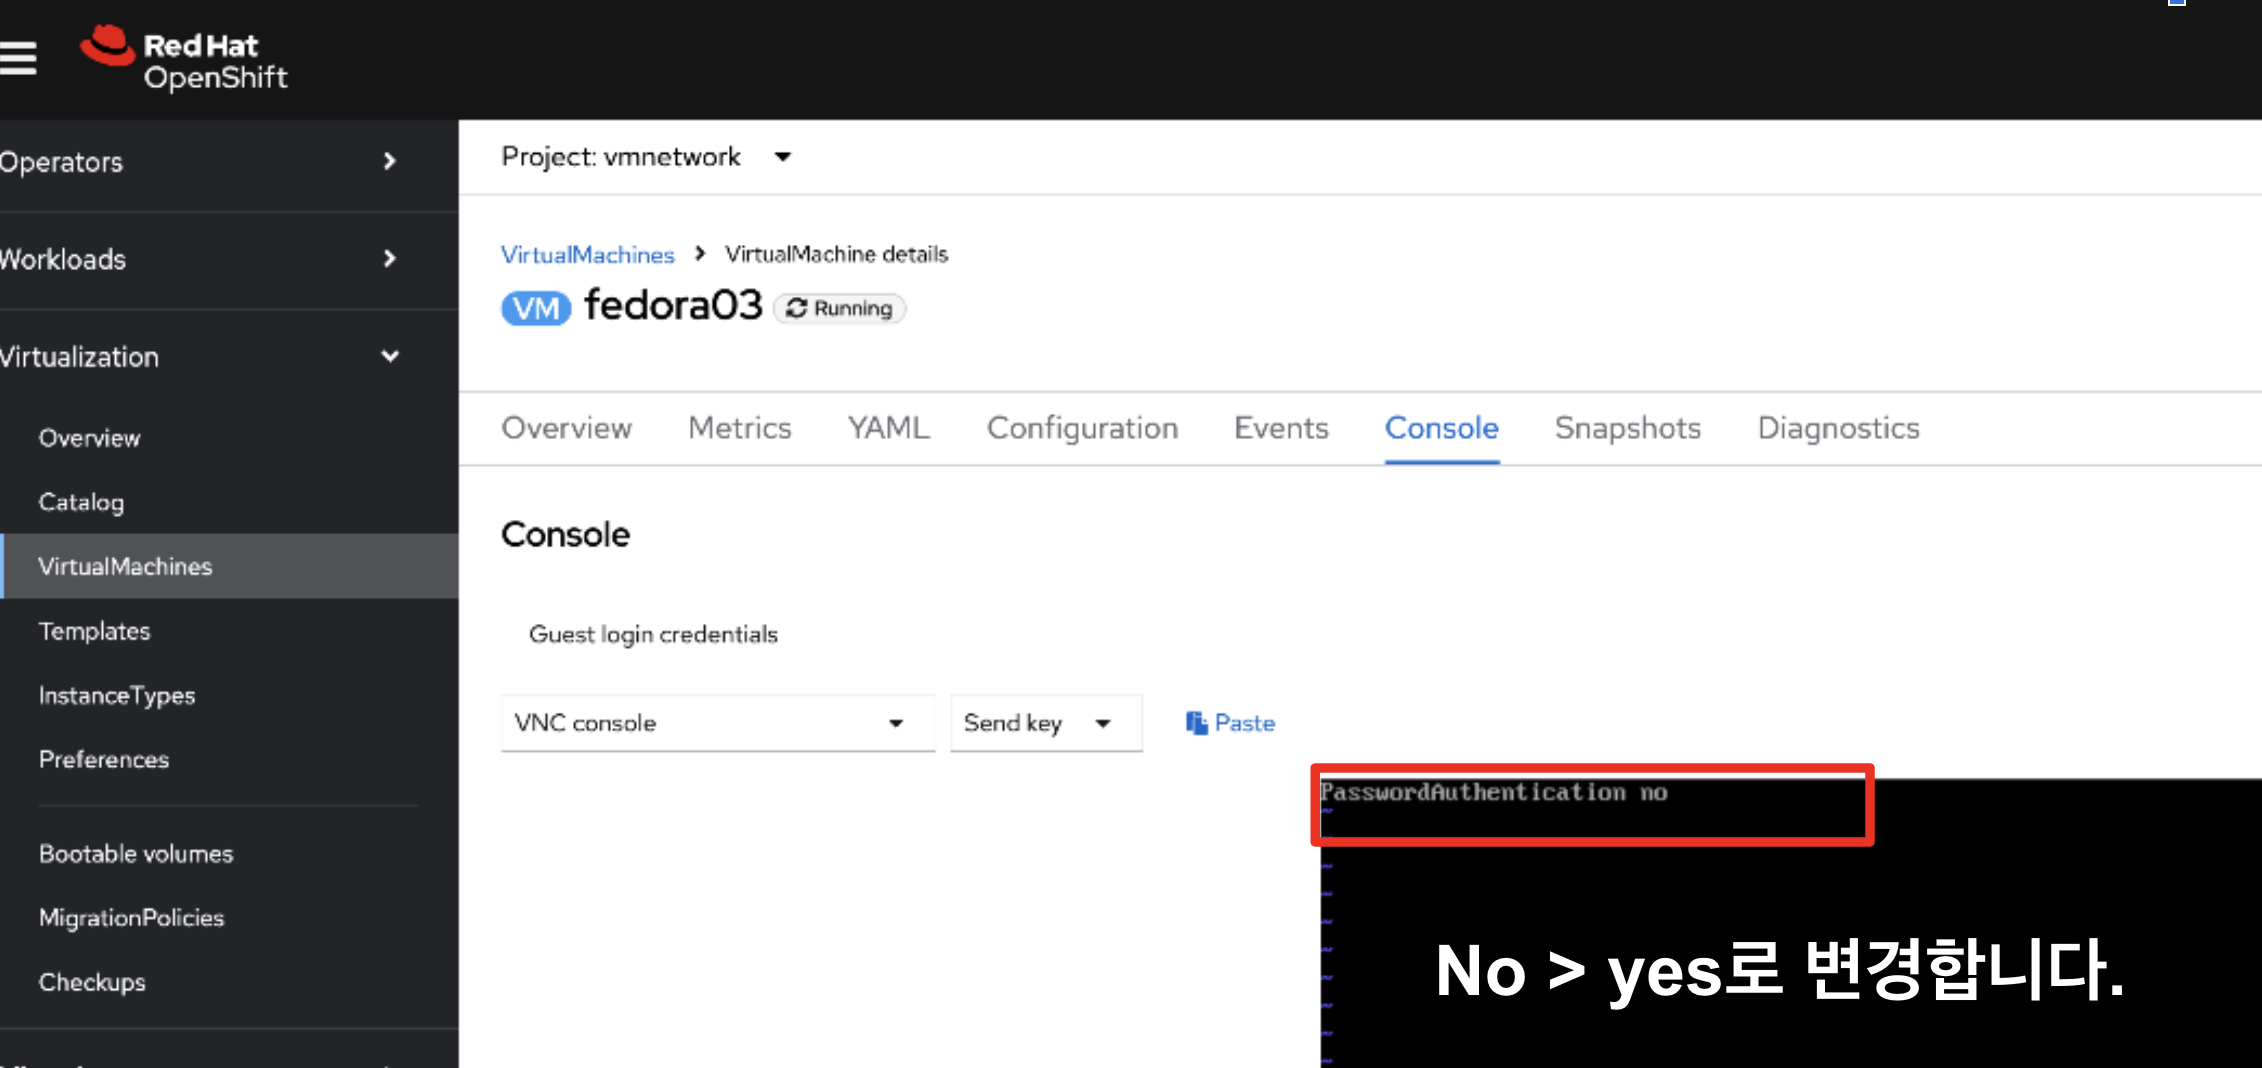 Red Hat
OpenShift
Operators
Workloads
Virtualization
Overview
Catalog
VirtualMachines
Templates
InstanceTypes
Preferences
Bootable volumes
MigrationPolicies
Checkups
Project: vmnetwork
VirtualMachines > VirtualMachine details
VM fedora03 Running
Overview Metrics YAML Configuration Events Console Snapshots Diagnostics
Console
Guest login credentials
VNC console Send key Paste
PasswordAuthentication no
~
~
~
~
~
~
~
~
~
~
No > yes로 변경합니다.